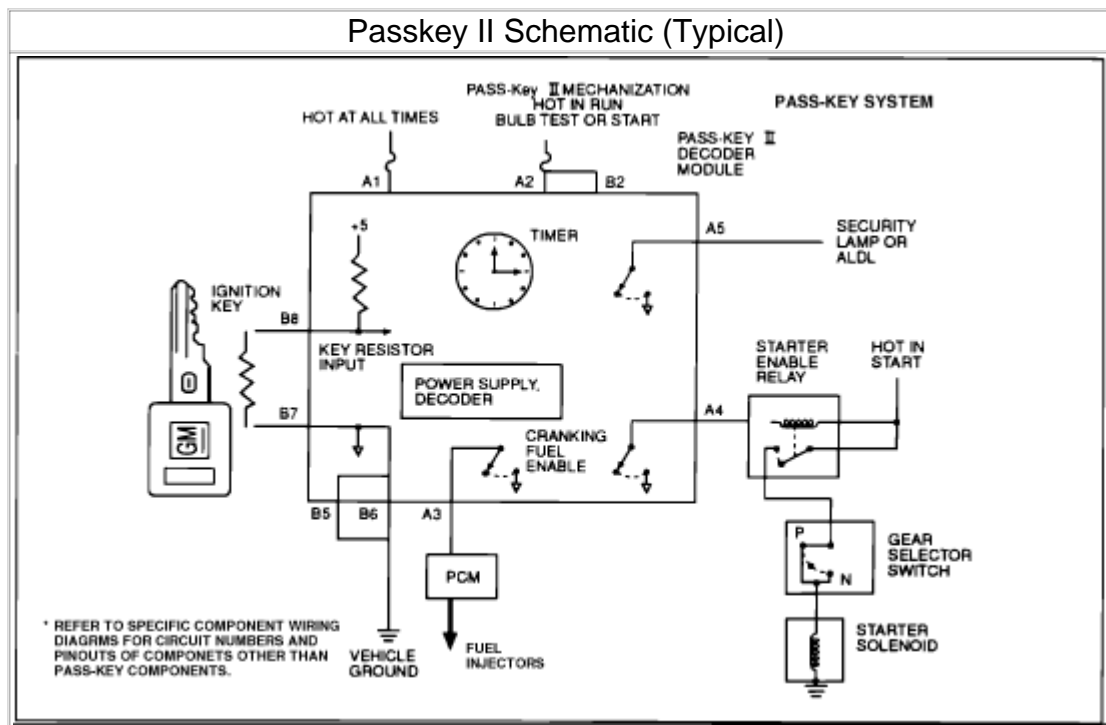 Passkey II Schematic (Typical)
PASS-Key II MECHANIZATION
HOT IN RUN
BULB TEST OR START
PASS-KEY SYSTEM
HOT AT ALL TIMES
PASS-KEY II
DECODER
MODULE
A1
A2
B2
+5
TIMER
A5
SECURITY
LAMP OR
ALDL
IGNITION
KEY
B8
KEY RESISTOR
INPUT
STARTER
ENABLE
RELAY
HOT IN
START
POWER SUPPLY,
DECODER
B7
A4
GM
CRANKING
FUEL
ENABLE
B5
B6
A3
P
N
GEAR
SELECTOR
SWITCH
PCM
* REFER TO SPECIFIC COMPONENT WIRING
DIAGRMS FOR CIRCUIT NUMBERS AND
PINOUTS OF COMPONETS OTHER THAN
PASS-KEY COMPONENTS.
VEHICLE
GROUND
FUEL
INJECTORS
STARTER
SOLENOID